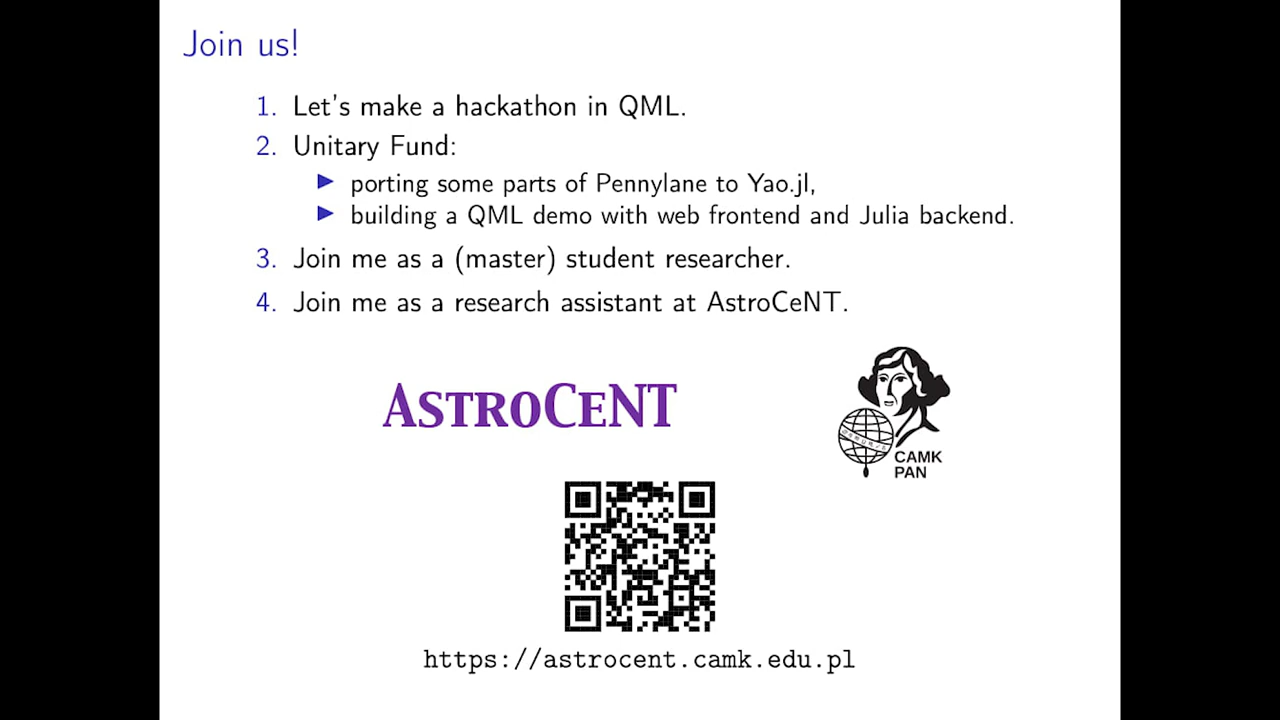 Join us!
1. Let's make a hackathon in QML.
2. Unitary Fund:
▶ porting some parts of Pennylane to Yao.jl,
▶ building a QML demo with web frontend and Julia backend.
3. Join me as a (master) student researcher.
4. Join me as a research assistant at AstroCeNT.
ASTROCENT
CAMK
PAN
https://astrocent.camk.edu.pl